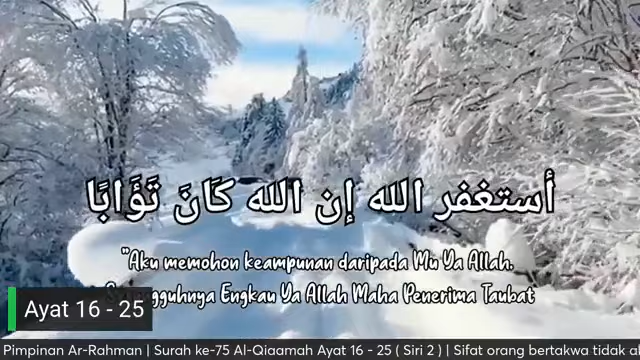 أستغفر الله إن الله كَانَ تَوَّابًا
"Aku memohon keampunan daripada Mu Ya Allah.
Engkau Ya Allah Maha Penerima Taubat
Ayat 16 - 25
Pimpinan Ar-Rahman | Surah ke-75 Al-Qiaamah Ayat 16 - 25 ( Siri 2 ) | Sifat orang bertakwa tidak